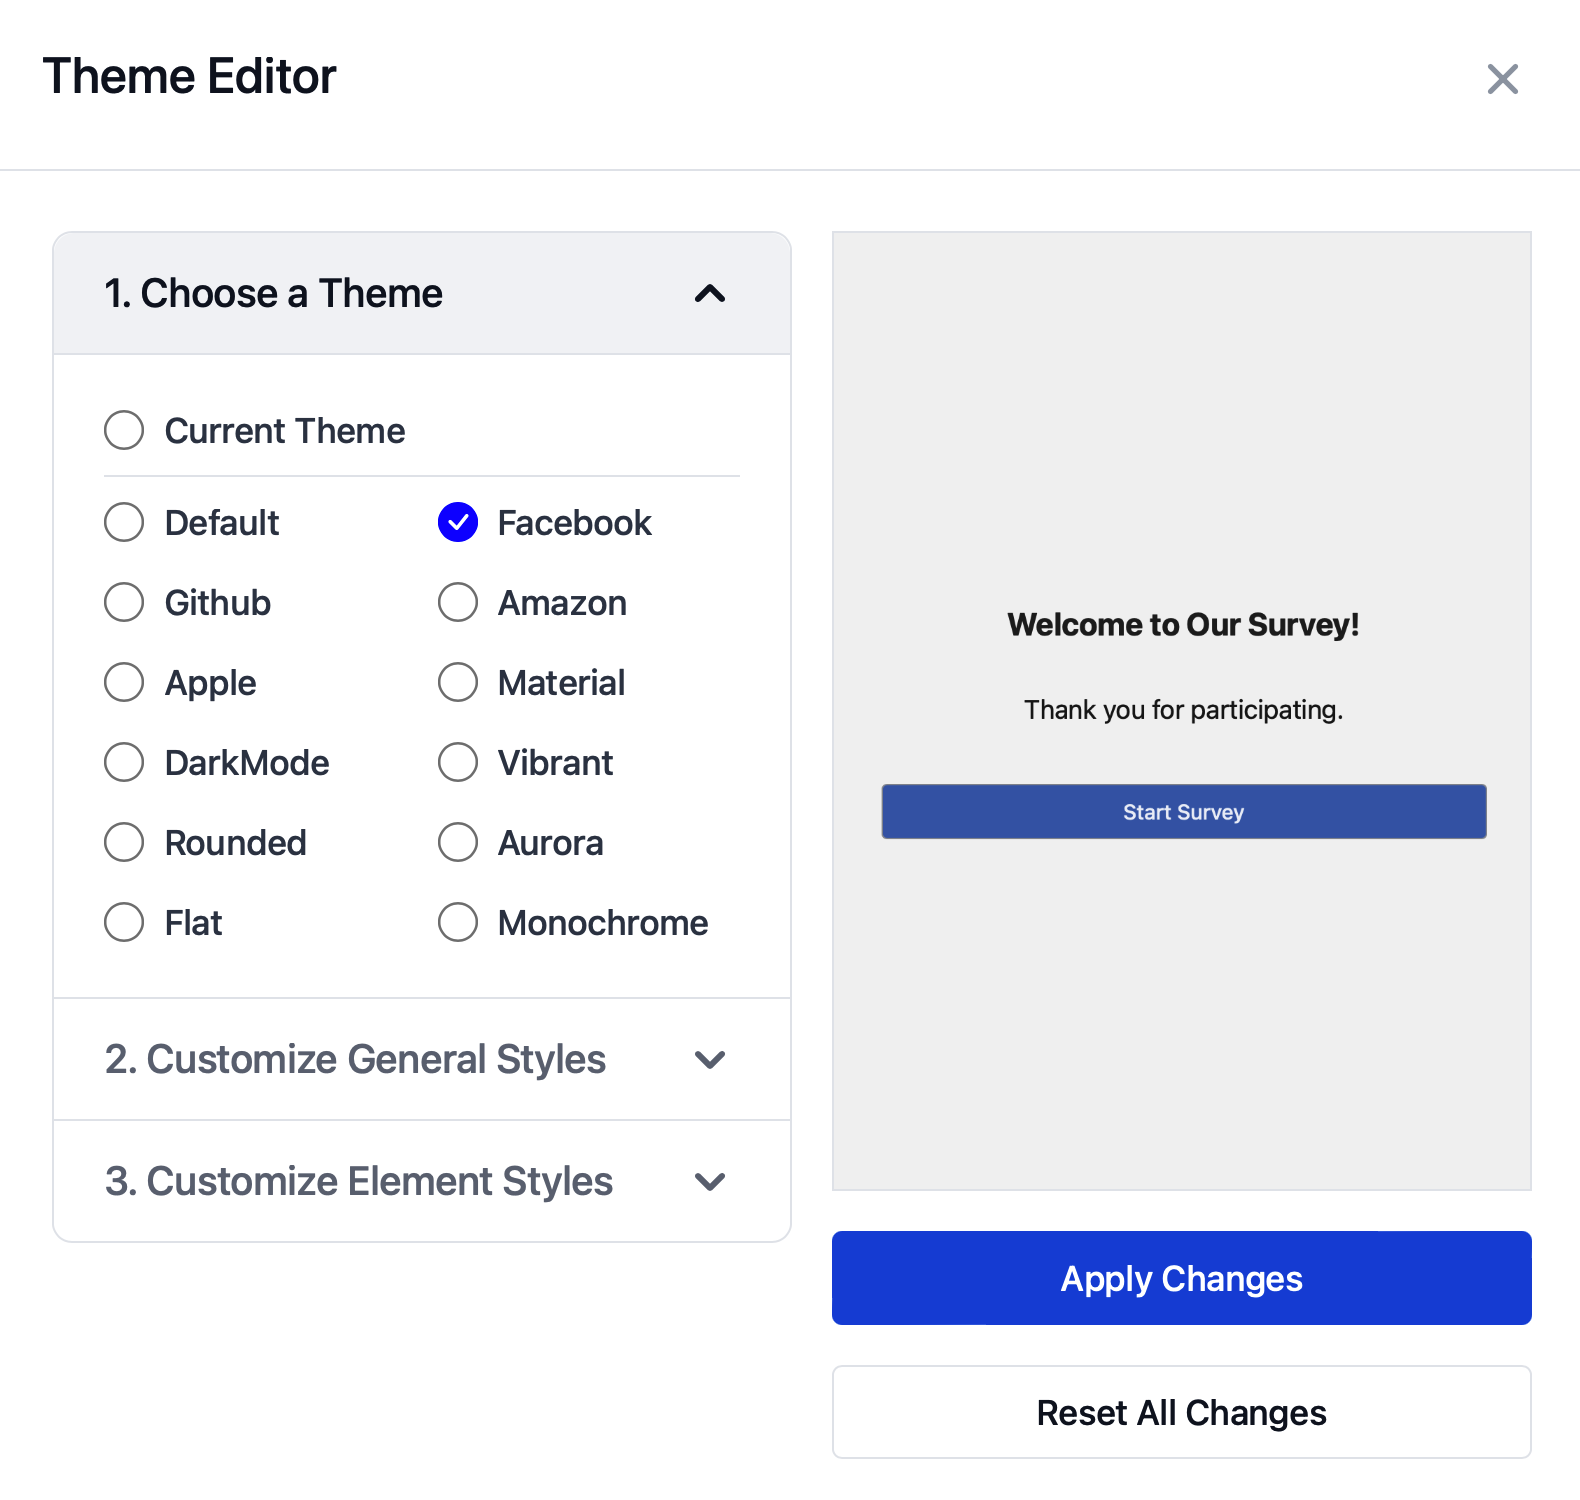 Theme Editor
1. Choose a Theme
Current Theme
Default
Facebook
Github
Amazon
Apple
Material
DarkMode
Vibrant
Rounded
Aurora
Flat
Monochrome
2. Customize General Styles
3. Customize Element Styles
Welcome to Our Survey!
Thank you for participating.
Start Survey
Apply Changes
Reset All Changes